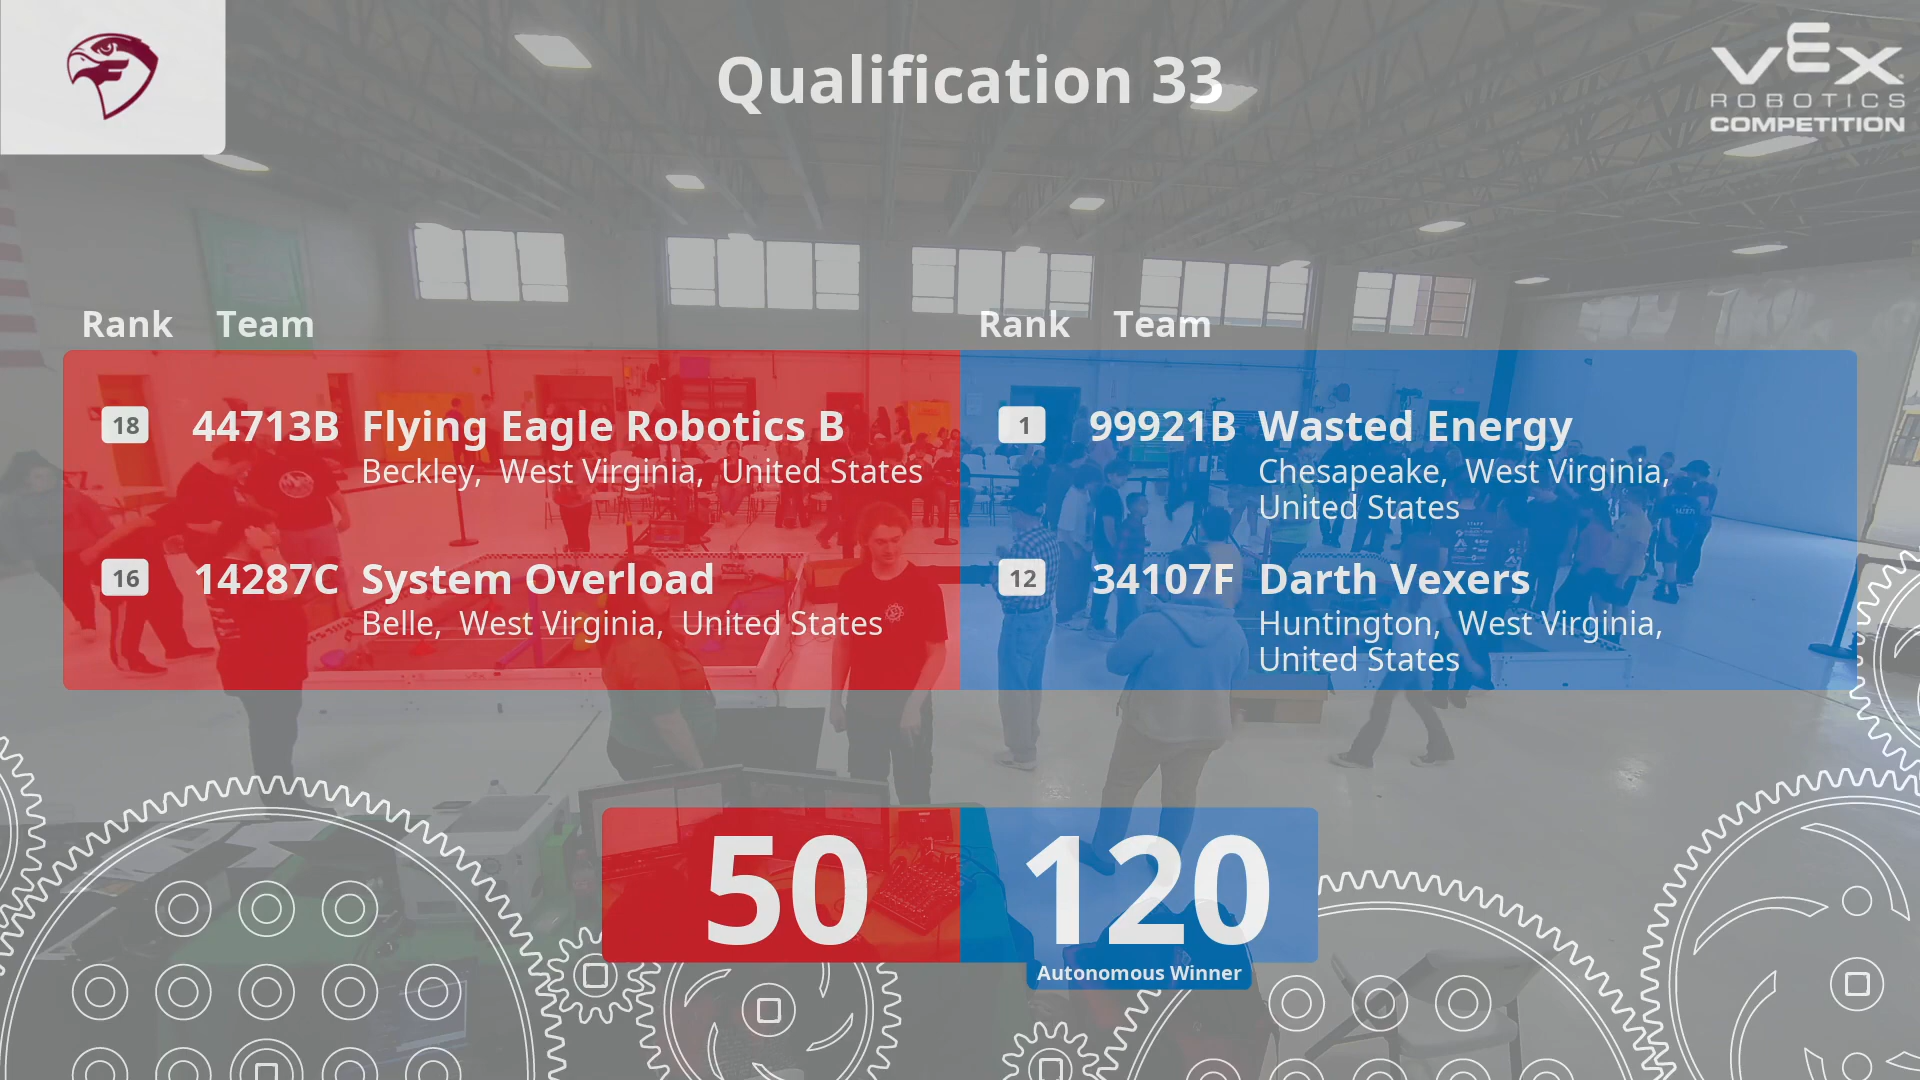 Qualification 33
VEX
ROBOTICS
COMPETITION
Rank Team
18 44713B Flying Eagle Robotics B
Beckley, West Virginia, United States
16 14287C System Overload
Belle, West Virginia, United States
Rank Team
1 99921B Wasted Energy
Chesapeake, West Virginia,
United States
12 34107F Darth Vexers
Huntington, West Virginia,
United States
50
120
Autonomous Winner